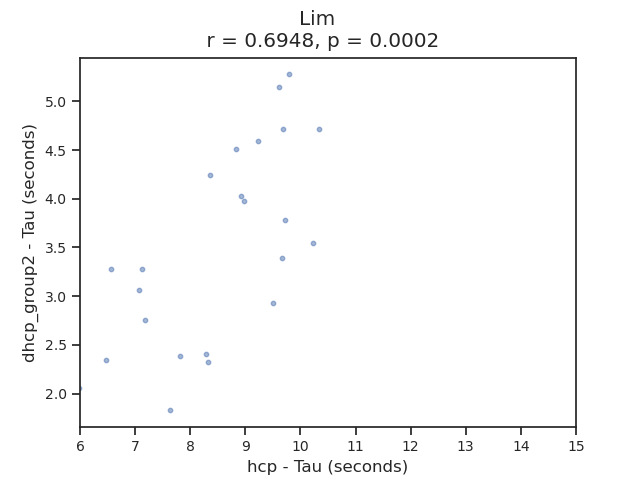 Lim
r = 0.6948, p = 0.0002
dhcp_group2 - Tau (seconds)
5.0
4.5
4.0
3.5
3.0
2.5
2.0
6 7 8 9 10 11 12 13 14 15
hcp - Tau (seconds)